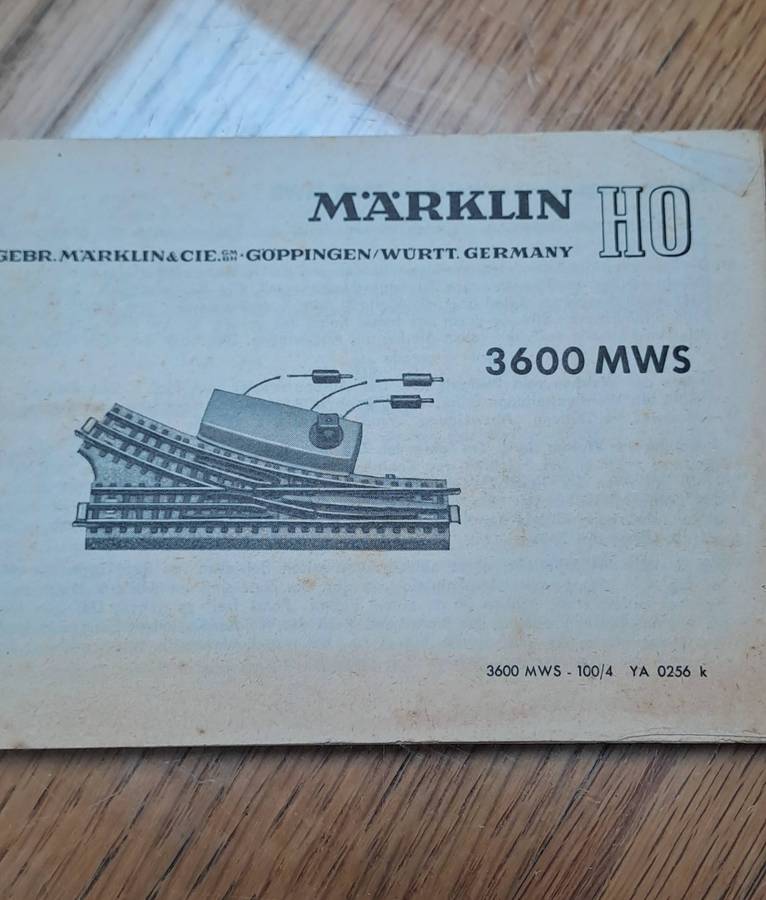 MÄRKLIN HO
GEBR. MÄRKLIN & CIE. GMBH · GÖPPINGEN/WÜRTT. GERMANY
3600 MWS
3600 MWS - 100/4 YA 0256 k